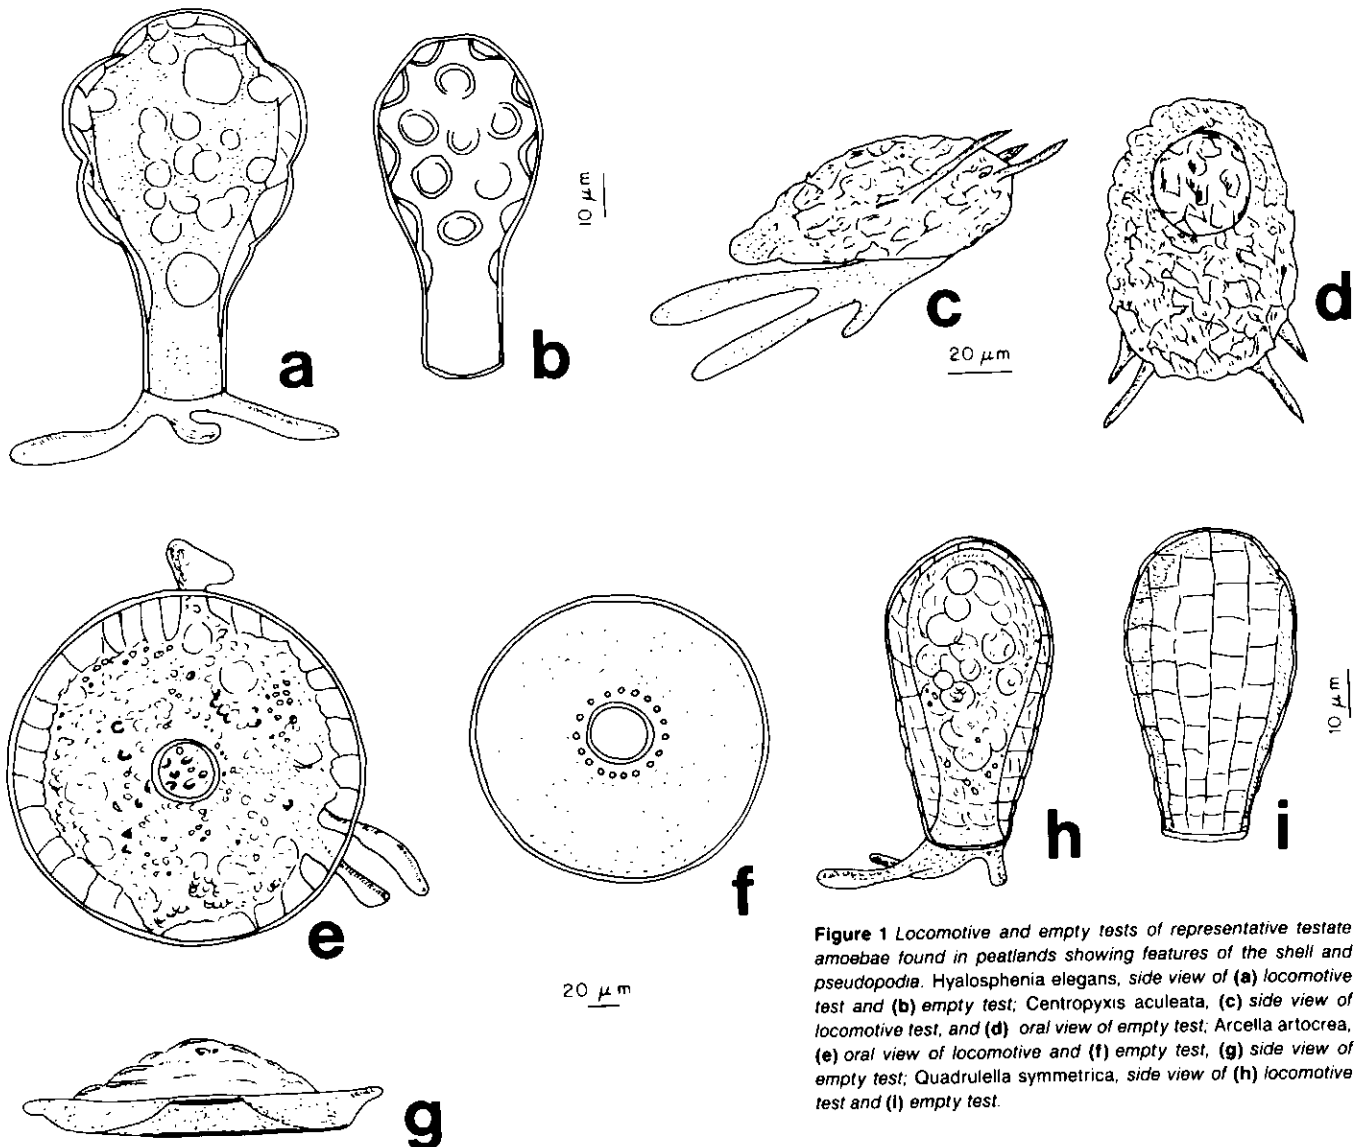 a
b
10 μm
c
20 μm
d
e
f
20 μm
g
h
i
10 μm
Figure 1 Locomotive and empty tests of representative testate
amoebae found in peatlands showing features of the shell and
pseudopodia. Hyalosphenia elegans, side view of (a) locomotive
test and (b) empty test; Centropyxis aculeata, (c) side view of
locomotive test, and (d) oral view of empty test; Arcella artocrea,
(e) oral view of locomotive and (f) empty test, (g) side view of
empty test; Quadrulella symmetrica, side view of (h) locomotive
test and (i) empty test.